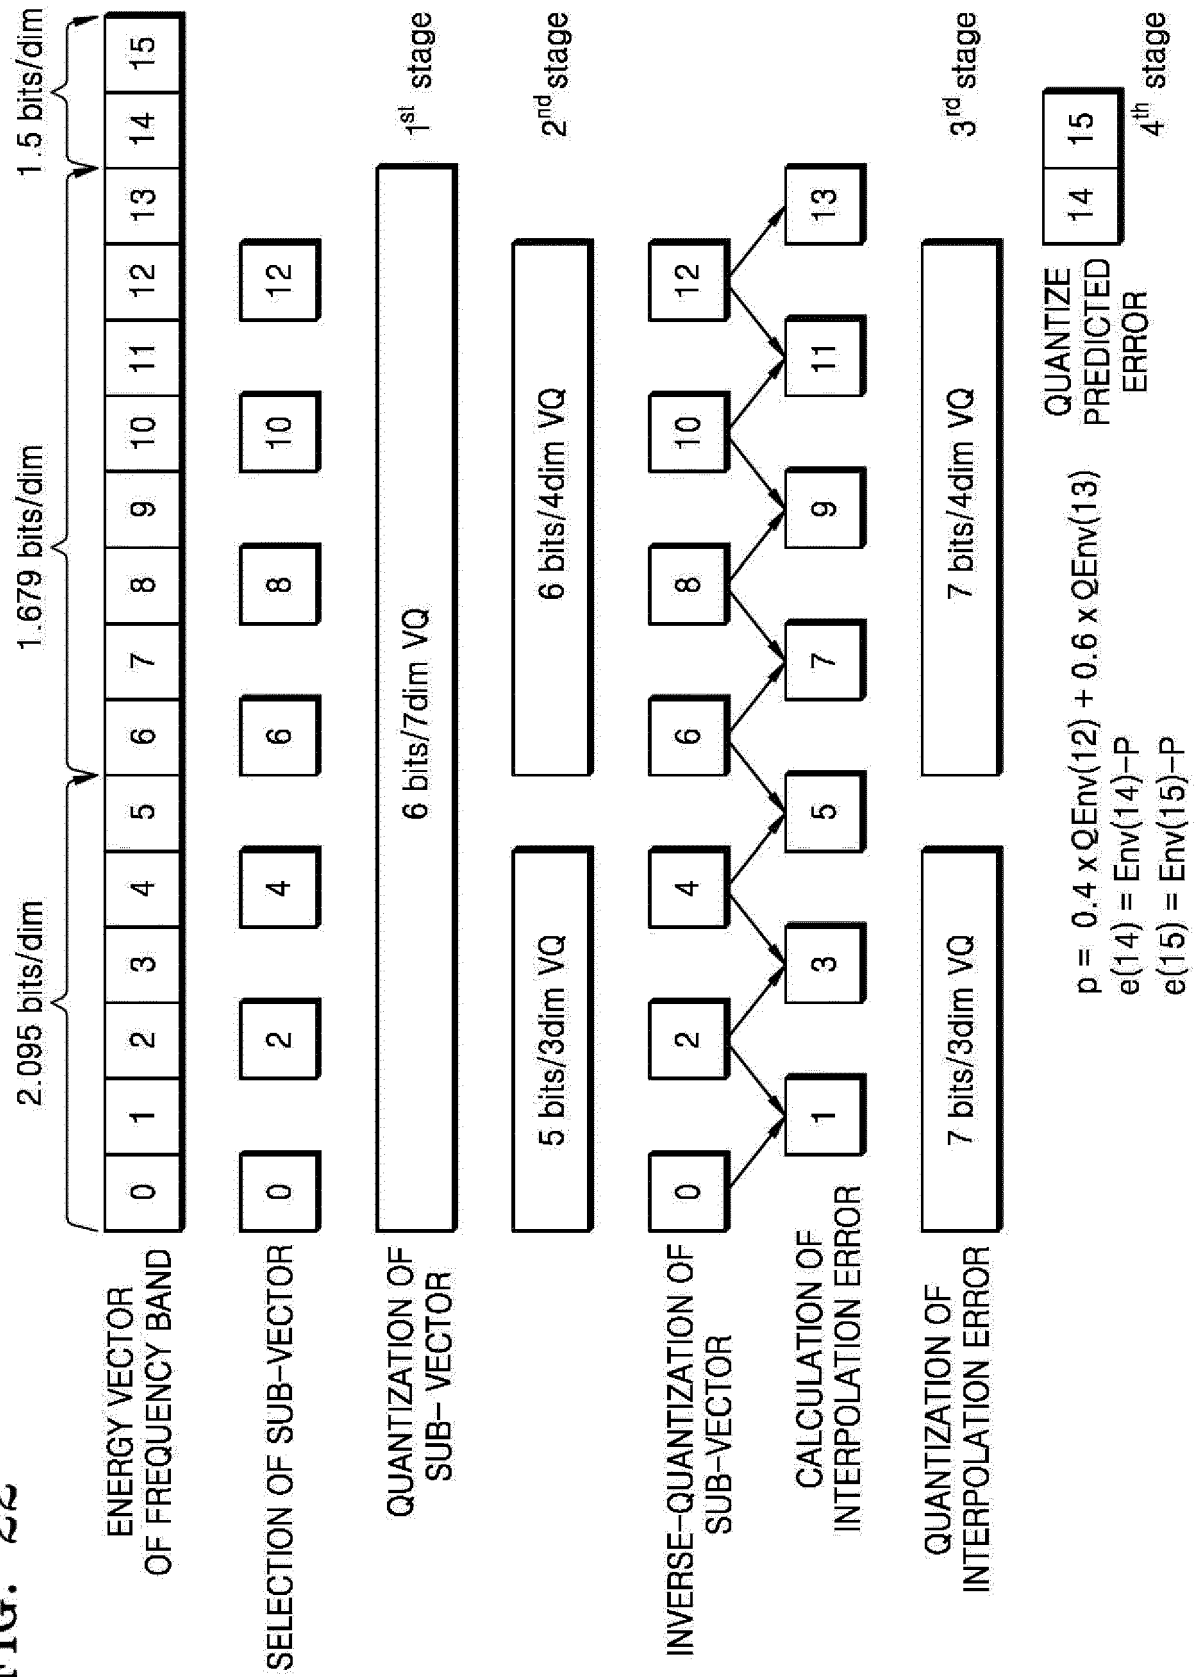 FIG. 22
2.095 bits/dim 1.679 bits/dim 1.5 bits/dim
ENERGY VECTOR
OF FREQUENCY BAND
0 1 2 3 4 5 6 7 8 9 10 11 12 13 14 15
SELECTION OF SUB-VECTOR
0 2 4 6 8 10 12
QUANTIZATION OF
SUB- VECTOR
6 bits/7dim VQ
1st stage
5 bits/3dim VQ 6 bits/4dim VQ
2nd stage
INVERSE-QUANTIZATION OF
SUB-VECTOR
0 2 4 6 8 10 12
CALCULATION OF
INTERPOLATION ERROR
1 3 5 7 9 11 13
QUANTIZATION OF
INTERPOLATION ERROR
7 bits/3dim VQ 7 bits/4dim VQ
3rd stage
p = 0.4 x QEnv(12) + 0.6 x QEnv(13)
e(14) = Env(14)-P
e(15) = Env(15)-P
QUANTIZE
PREDICTED
ERROR
14 15
4th stage